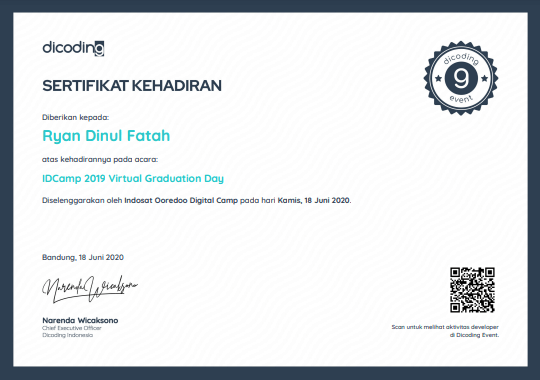 dicoding
dicoding
g
event
SERTIFIKAT KEHADIRAN
Diberikan kepada:
Ryan Dinul Fatah
atas kehadirannya pada acara:
IDCamp 2019 Virtual Graduation Day
Diselenggarakan oleh Indosat Ooredoo Digital Camp pada hari Kamis, 18 Juni 2020.
Bandung, 18 Juni 2020
Narenda Wicaksono
Narenda Wicaksono
Chief Executive Officer
Dicoding Indonesia
Scan untuk melihat aktivitas developer
di Dicoding Event.